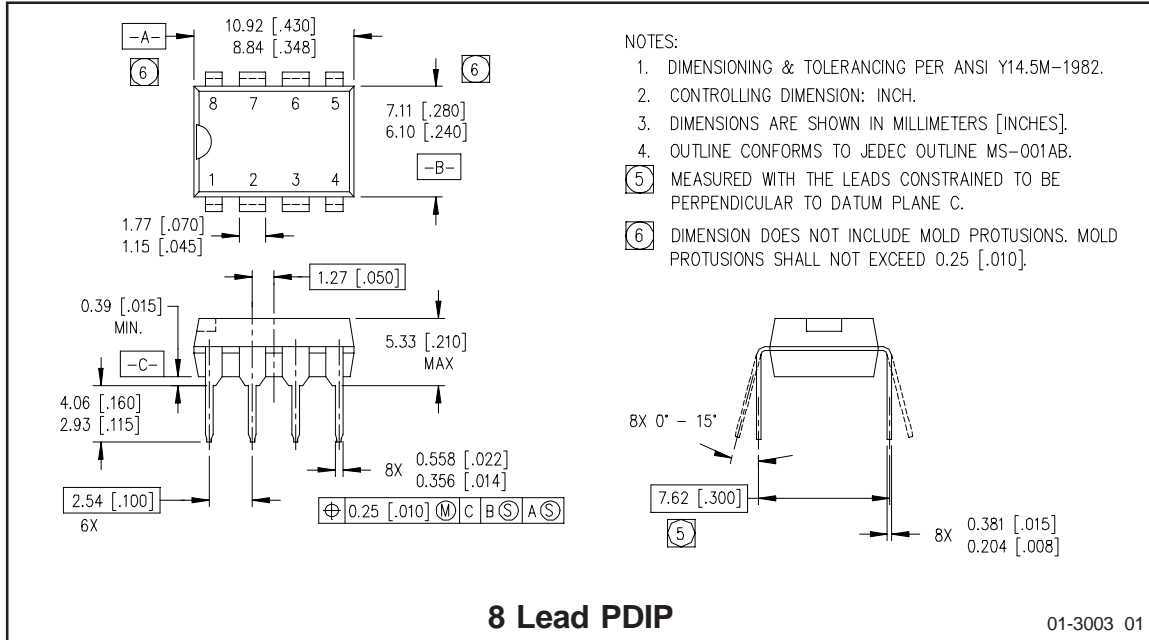 -A-
10.92 [.430]
8.84 [.348]
6
6
8 7 6 5
7.11 [.280]
6.10 [.240]
-B-
1 2 3 4
1.77 [.070]
1.15 [.045]
1.27 [.050]
0.39 [.015]
MIN.
-C-
5.33 [.210]
MAX
4.06 [.160]
2.93 [.115]
8X 0.558 [.022]
0.356 [.014]
2.54 [.100]
6X
⌖ 0.25 [.010] Ⓜ C B Ⓢ A Ⓢ
NOTES:
1. DIMENSIONING & TOLERANCING PER ANSI Y14.5M-1982.
2. CONTROLLING DIMENSION: INCH.
3. DIMENSIONS ARE SHOWN IN MILLIMETERS [INCHES].
4. OUTLINE CONFORMS TO JEDEC OUTLINE MS-001AB.
5 MEASURED WITH THE LEADS CONSTRAINED TO BE
PERPENDICULAR TO DATUM PLANE C.
6 DIMENSION DOES NOT INCLUDE MOLD PROTUSIONS. MOLD
PROTUSIONS SHALL NOT EXCEED 0.25 [.010].
8X 0° - 15°
7.62 [.300]
5
8X 0.381 [.015]
0.204 [.008]
8 Lead PDIP
01-3003 01